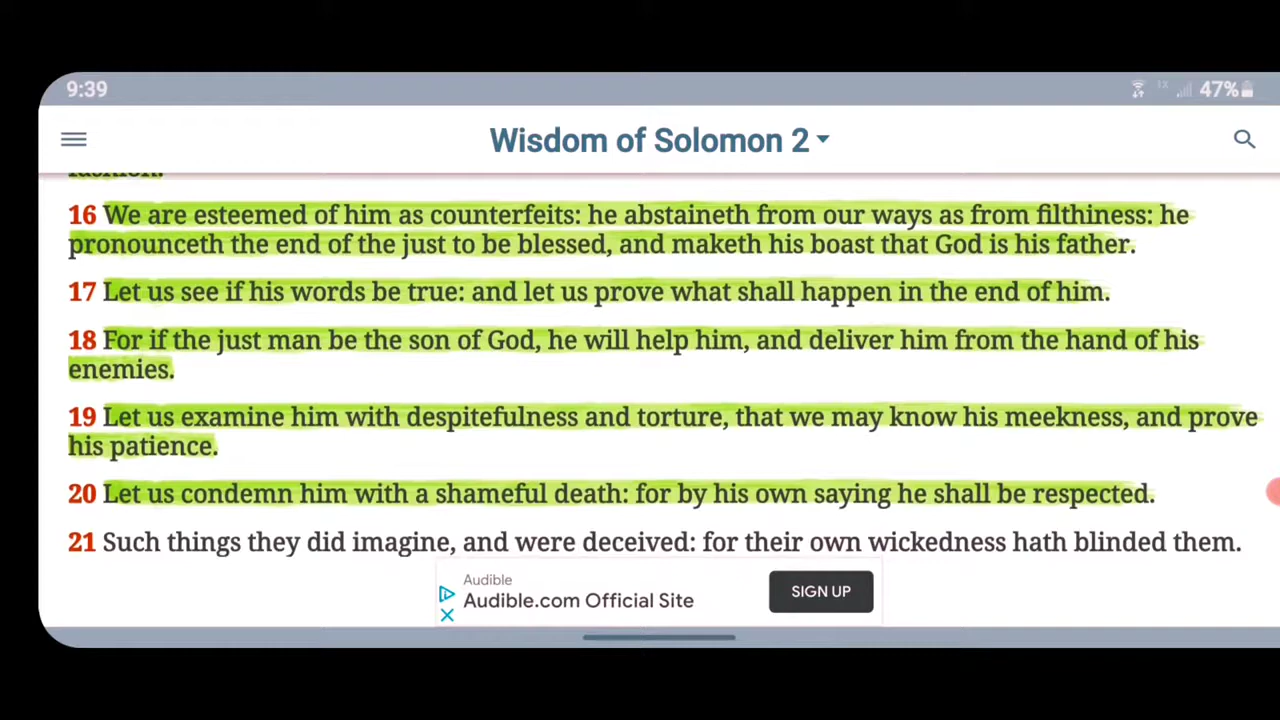 9:39
1X
47%
Wisdom of Solomon 2
fashion.
16 We are esteemed of him as counterfeits: he abstaineth from our ways as from filthiness: he
pronounceth the end of the just to be blessed, and maketh his boast that God is his father.
17 Let us see if his words be true: and let us prove what shall happen in the end of him.
18 For if the just man be the son of God, he will help him, and deliver him from the hand of his
enemies.
19 Let us examine him with despitefulness and torture, that we may know his meekness, and prove
his patience.
20 Let us condemn him with a shameful death: for by his own saying he shall be respected.
21 Such things they did imagine, and were deceived: for their own wickedness hath blinded them.
Audible
Audible.com Official Site
SIGN UP